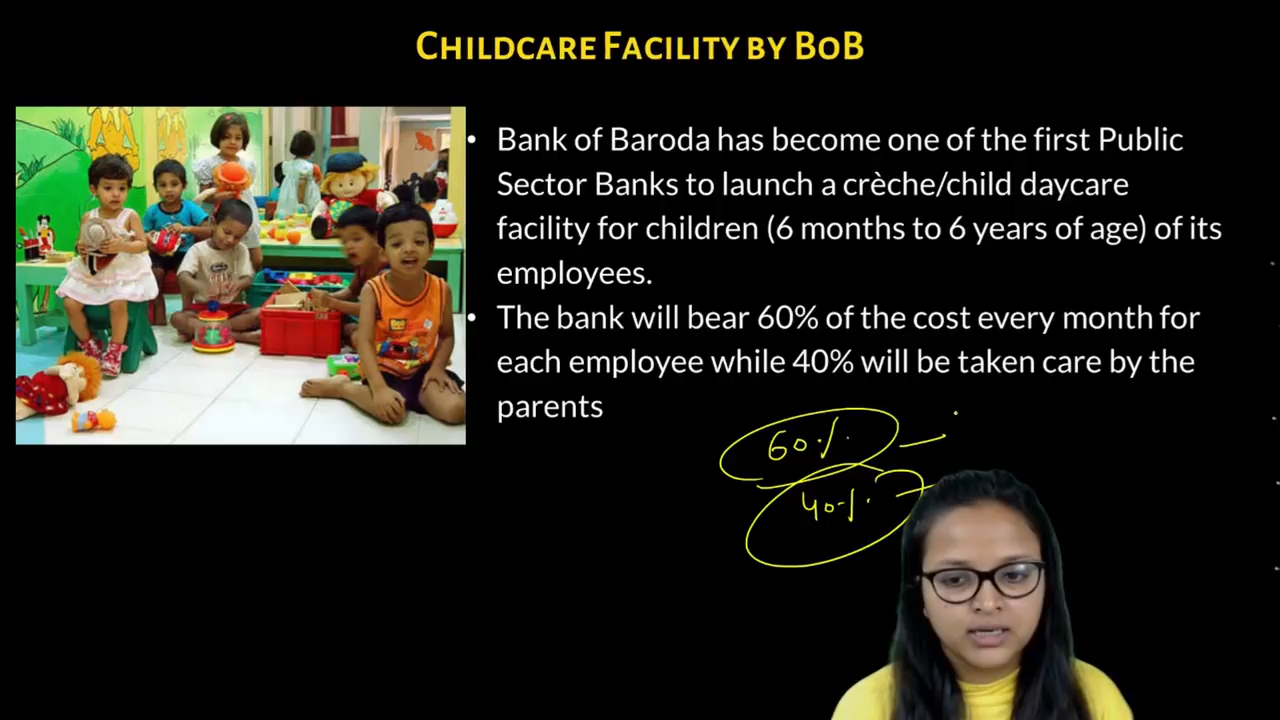 CHILDCARE FACILITY BY BOB
• Bank of Baroda has become one of the first Public
Sector Banks to launch a crèche/child daycare
facility for children (6 months to 6 years of age) of its
employees.
• The bank will bear 60% of the cost every month for
each employee while 40% will be taken care by the
parents
60%
40%